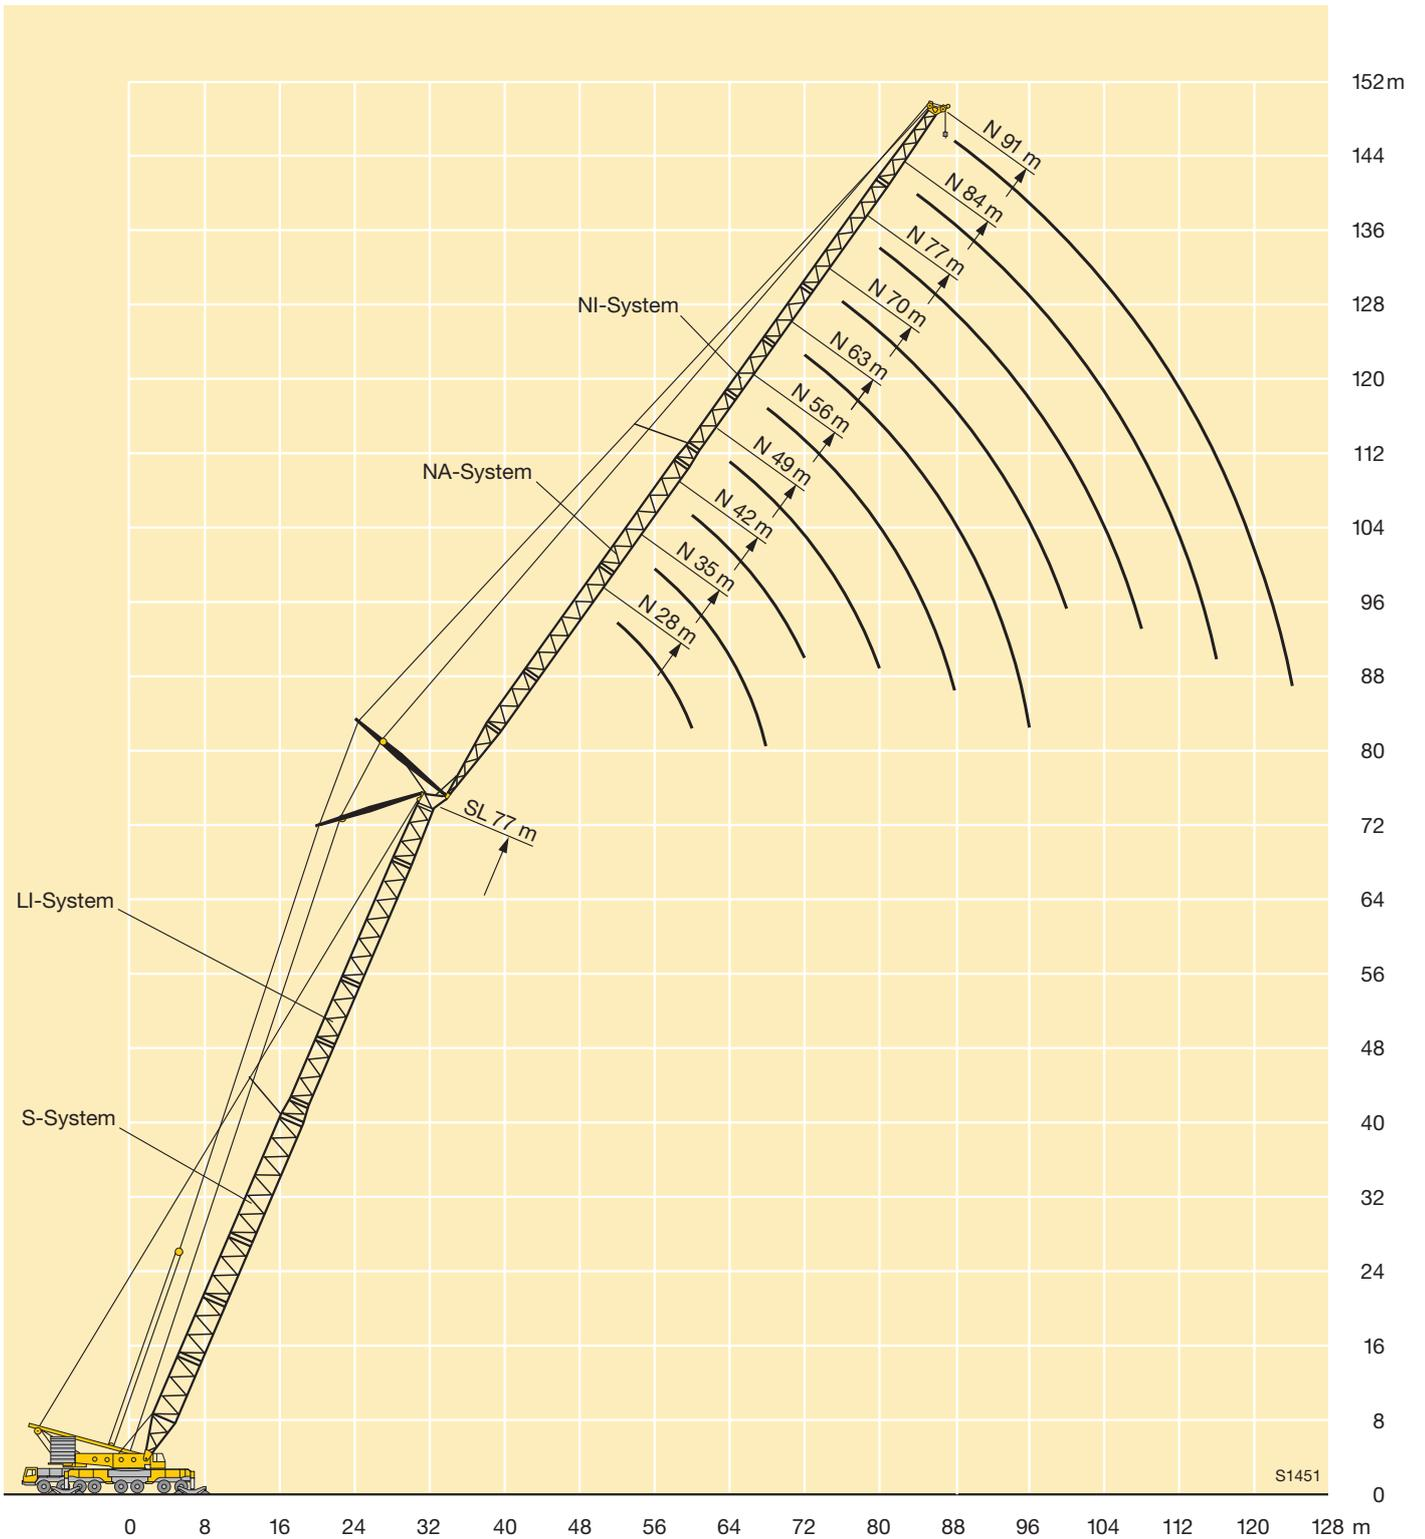 152 m
N 91 m
144
N 84 m
136
N 77 m
N 70 m
NI-System
128
N 63 m
120
N 56 m
112
N 49 m
NA-System
N 42 m
104
N 35 m
96
N 28 m
88
80
SL 77 m
72
LI-System
64
56
48
S-System
40
32
24
16
8
S1451
0
0 8 16 24 32 40 48 56 64 72 80 88 96 104 112 120 128 m